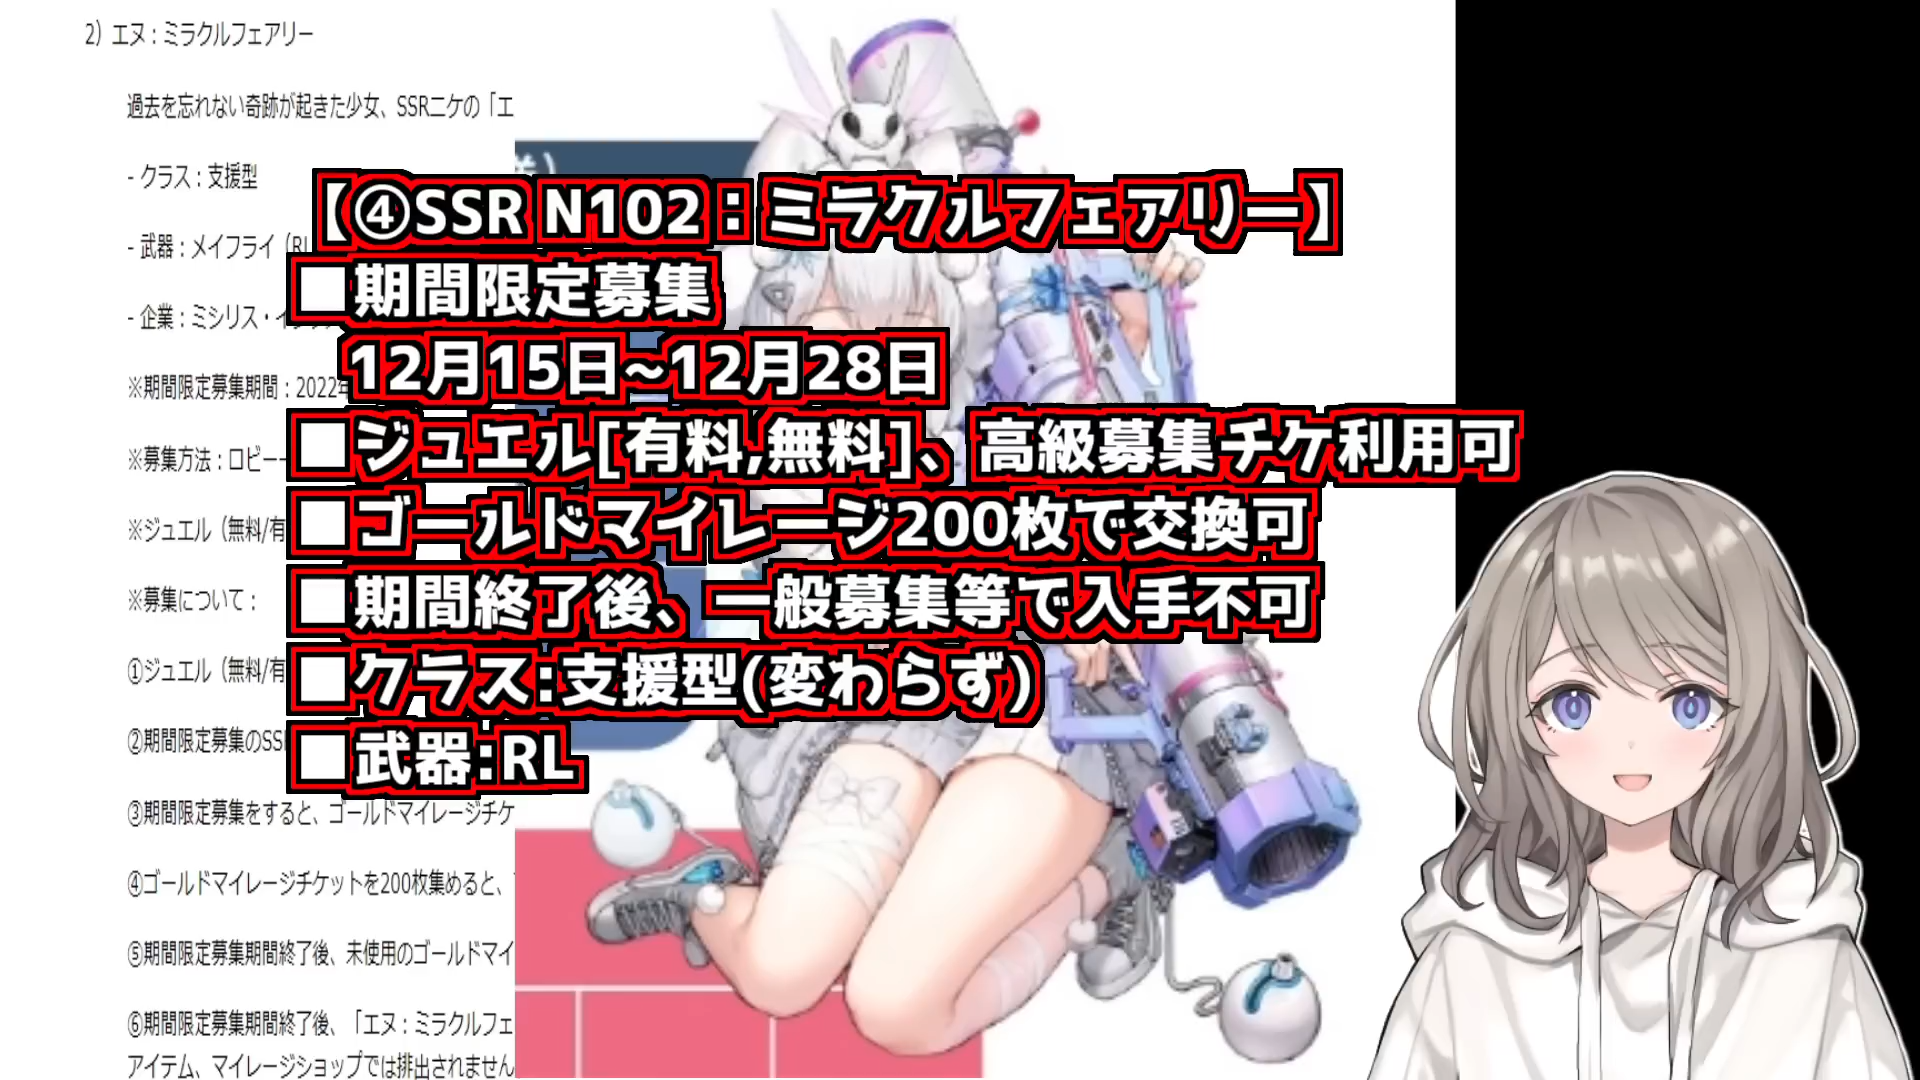 2）エヌ：ミラクルフェアリー
過去を忘れない奇跡が起きた少女、SSRニケの「エ
- クラス：支援型
- 武器：メイフライ（RL
- 企業：ミシリス・イ
※期間限定募集期間：2022年
※募集方法：ロビー
※ジュエル（無料/有
※募集について：
①ジュエル（無料/有
②期間限定募集のSS
③期間限定募集をすると、ゴールドマイレージチケ
④ゴールドマイレージチケットを200枚集めると、
⑤期間限定募集期間終了後、未使用のゴールドマイ
⑥期間限定募集期間終了後、「エヌ：ミラクルフェ
アイテム、マイレージショップでは排出されません
【④SSR N102：ミラクルフェアリー】
■期間限定募集
12月15日~12月28日
■ジュエル[有料,無料]、高級募集チケ利用可
■ゴールドマイレージ200枚で交換可
■期間終了後、一般募集等で入手不可
■クラス:支援型(変わらず)
■武器:RL